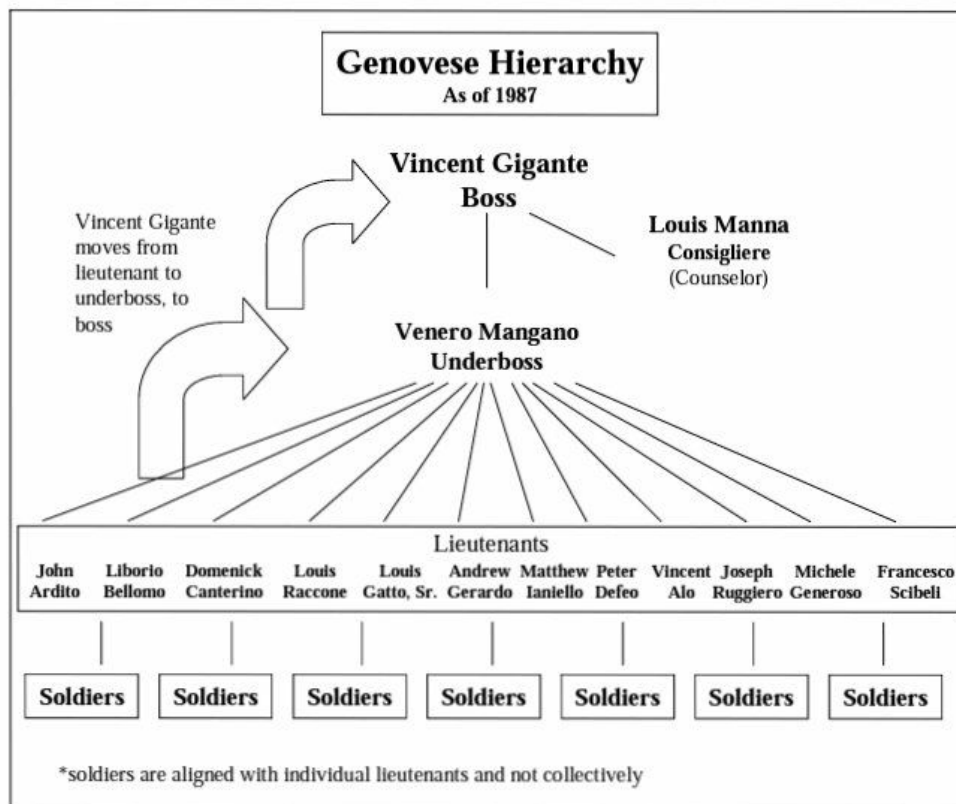 Genovese Hierarchy
As of 1987
Vincent Gigante
Boss
Vincent Gigante
moves from
lieutenant to
underboss, to
boss
Louis Manna
Consigliere
(Counselor)
Venero Mangano
Underboss
Lieutenants
John Ardito
Liborio Bellomo
Domenick Canterino
Louis Raccone
Louis Gatto, Sr.
Andrew Gerardo
Matthew Ianiello
Peter Defeo
Vincent Alo
Joseph Ruggiero
Michele Generoso
Francesco Scibeli
Soldiers
Soldiers
Soldiers
Soldiers
Soldiers
Soldiers
Soldiers
*soldiers are aligned with individual lieutenants and not collectively